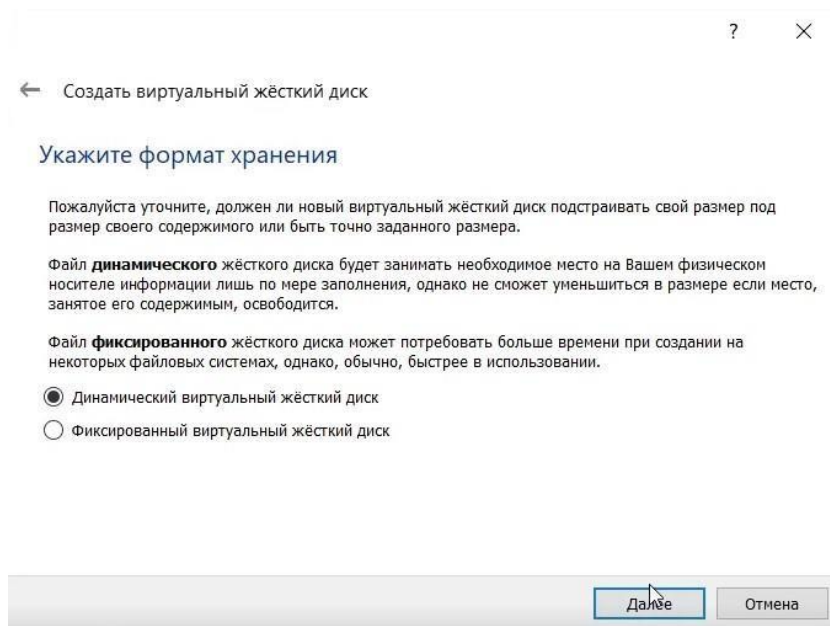 ?
Создать виртуальный жёсткий диск
Укажите формат хранения
Пожалуйста уточните, должен ли новый виртуальный жёсткий диск подстраивать свой размер под
размер своего содержимого или быть точно заданного размера.
Файл динамического жёсткого диска будет занимать необходимое место на Вашем физическом
носителе информации лишь по мере заполнения, однако не сможет уменьшиться в размере если место,
занятое его содержимым, освободится.
Файл фиксированного жёсткого диска может потребовать больше времени при создании на
некоторых файловых системах, однако, обычно, быстрее в использовании.
Динамический виртуальный жёсткий диск
Фиксированный виртуальный жёсткий диск
Далее
Отмена